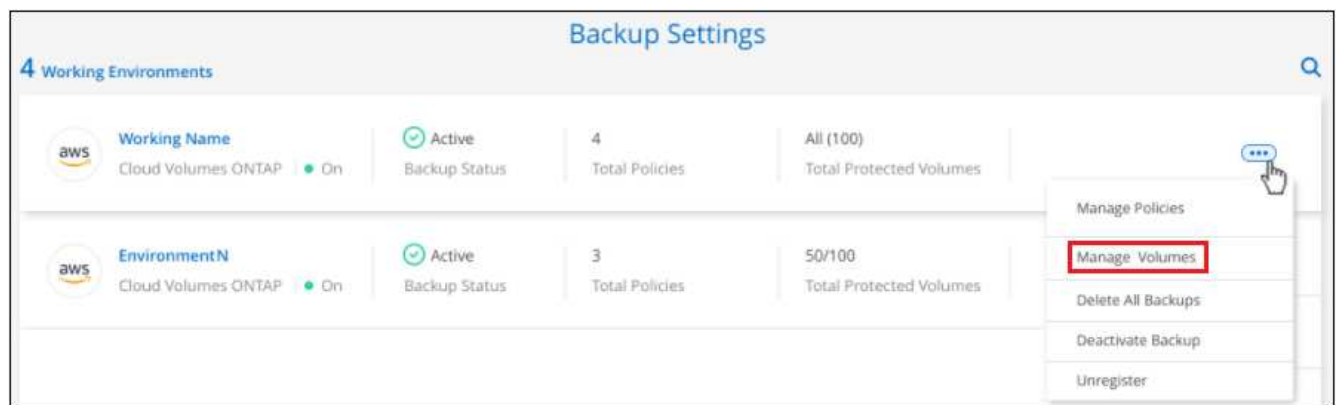 Backup Settings
4 Working Environments
aws
Working Name
Cloud Volumes ONTAP
On
Active
Backup Status
4
Total Policies
All (100)
Total Protected Volumes
Manage Policies
Manage Volumes
Delete All Backups
Deactivate Backup
Unregister
aws
EnvironmentN
Cloud Volumes ONTAP
On
Active
Backup Status
3
Total Policies
50/100
Total Protected Volumes